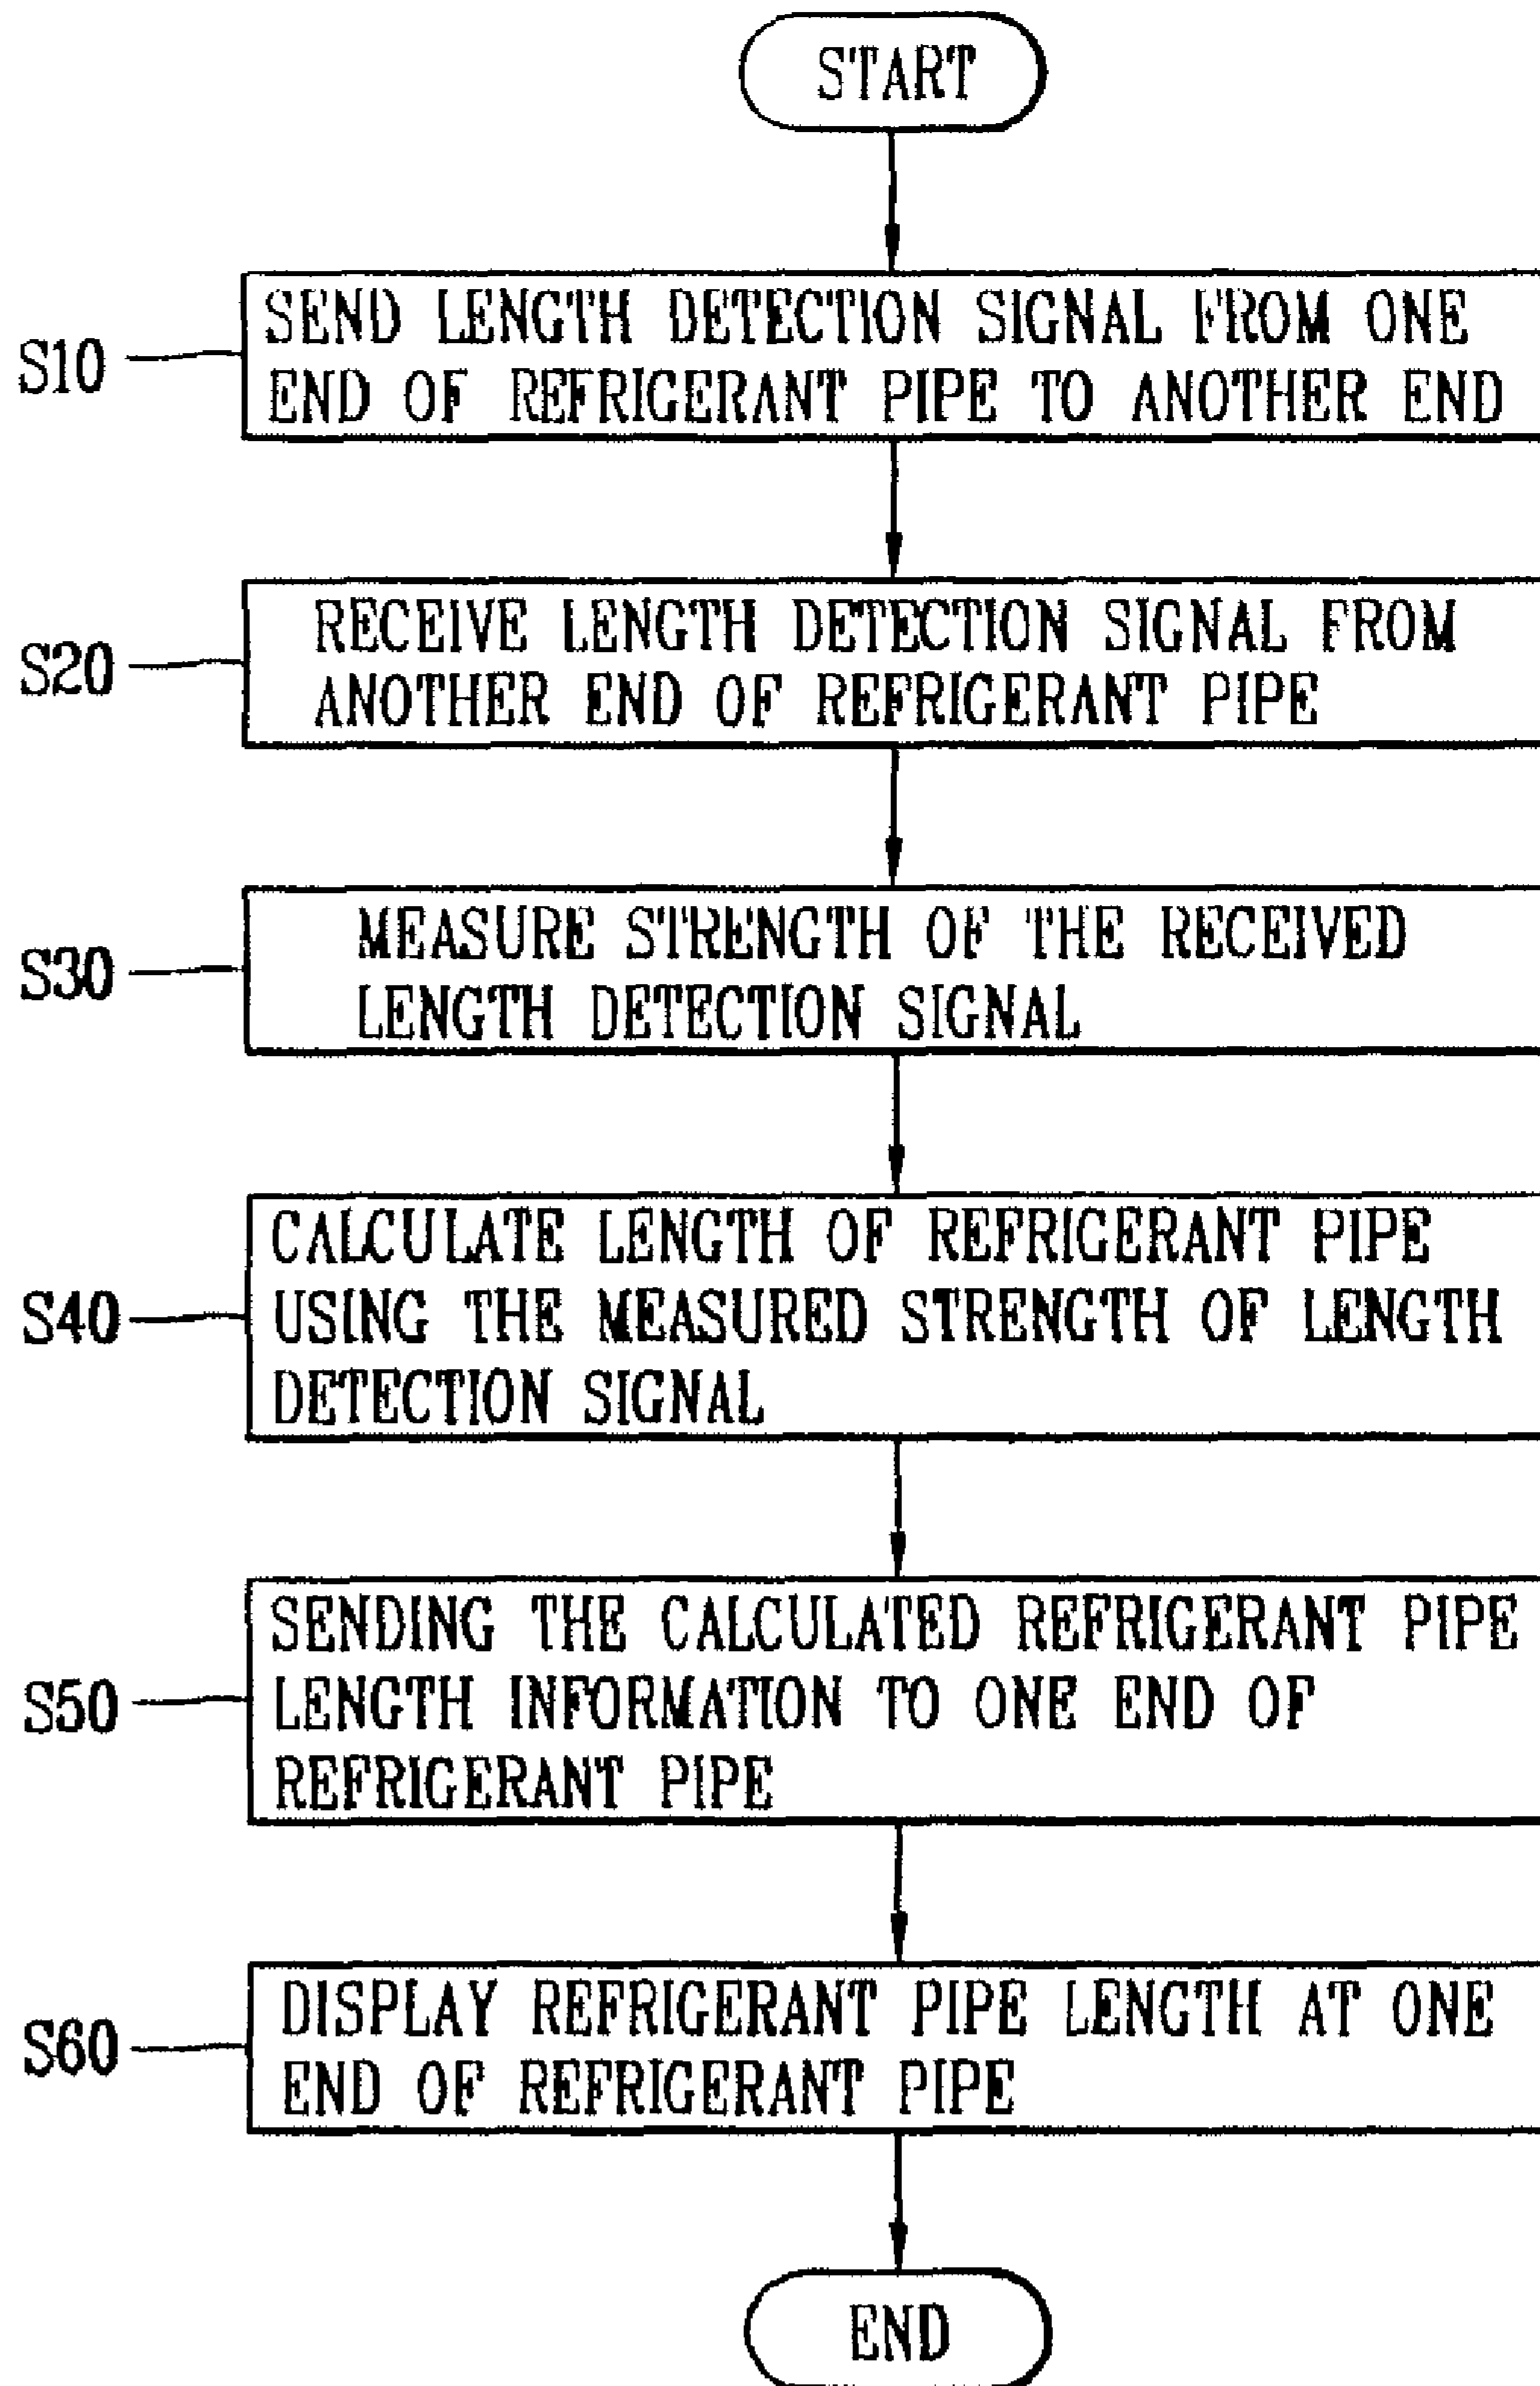 START
S10
SEND LENGTH DETECTION SIGNAL FROM ONE
END OF REFRIGERANT PIPE TO ANOTHER END
S20
RECEIVE LENGTH DETECTION SIGNAL FROM
ANOTHER END OF REFRIGERANT PIPE
S30
MEASURE STRENGTH OF THE RECEIVED
LENGTH DETECTION SIGNAL
S40
CALCULATE LENGTH OF REFRIGERANT PIPE
USING THE MEASURED STRENGTH OF LENGTH
DETECTION SIGNAL
S50
SENDING THE CALCULATED REFRIGERANT PIPE
LENGTH INFORMATION TO ONE END OF
REFRIGERANT PIPE
S60
DISPLAY REFRIGERANT PIPE LENGTH AT ONE
END OF REFRIGERANT PIPE
END